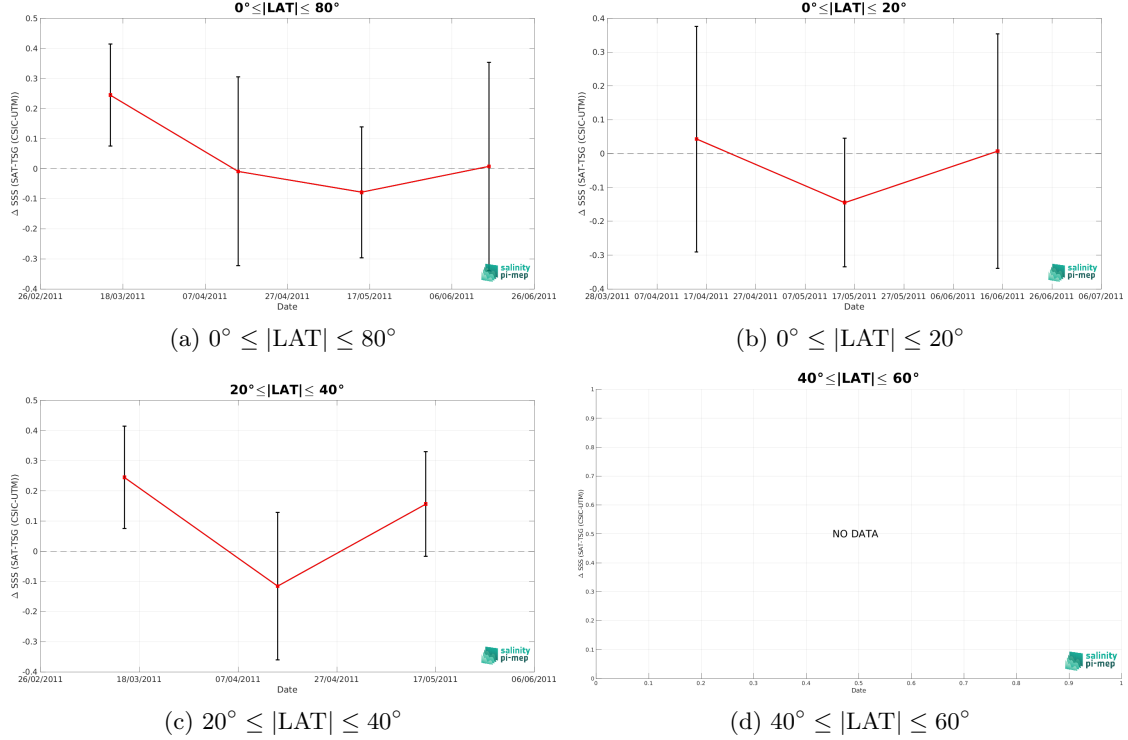 0°≤|LAT|≤ 80°
0.5
0.4
0.3
0.2
0.1
0
-0.1
-0.2
-0.3
-0.4
Δ SSS (SAT-TSG (CSIC-UTM))
26/02/2011 18/03/2011 07/04/2011 27/04/2011 17/05/2011 06/06/2011 26/06/2011
Date
salinity
pi-mep
(a) 0° ≤ |LAT| ≤ 80°
0°≤|LAT|≤ 20°
0.4
0.3
0.2
0.1
0
-0.1
-0.2
-0.3
-0.4
Δ SSS (SAT-TSG (CSIC-UTM))
28/03/2011 07/04/2011 17/04/2011 27/04/2011 07/05/2011 17/05/2011 27/05/2011 06/06/2011 16/06/2011 26/06/2011 06/07/2011
Date
salinity
pi-mep
(b) 0° ≤ |LAT| ≤ 20°
20°≤|LAT|≤ 40°
0.5
0.4
0.3
0.2
0.1
0
-0.1
-0.2
-0.3
-0.4
Δ SSS (SAT-TSG (CSIC-UTM))
26/02/2011 18/03/2011 07/04/2011 27/04/2011 17/05/2011 06/06/2011
Date
salinity
pi-mep
(c) 20° ≤ |LAT| ≤ 40°
40°≤|LAT|≤ 60°
1
0.9
0.8
0.7
0.6
0.5
0.4
0.3
0.2
0.1
0
Δ SSS (SAT-TSG (CSIC-UTM))
NO DATA
0 0.1 0.2 0.3 0.4 0.5 0.6 0.7 0.8 0.9 1
Date
salinity
pi-mep
(d) 40° ≤ |LAT| ≤ 60°